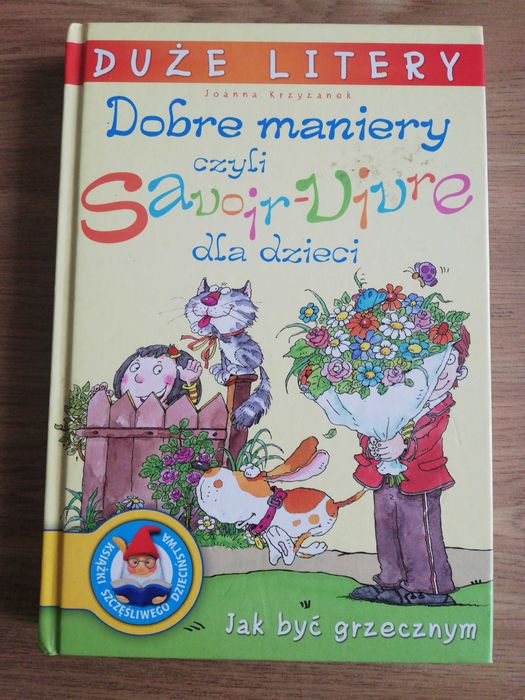 DUŻE LITERY
Joanna Krzyżanek
Dobre maniery
czyli
Savoir-Vivre
dla dzieci
KSIĄŻKI SZCZĘŚLIWEGO DZIECIŃSTWA
Jak być grzecznym